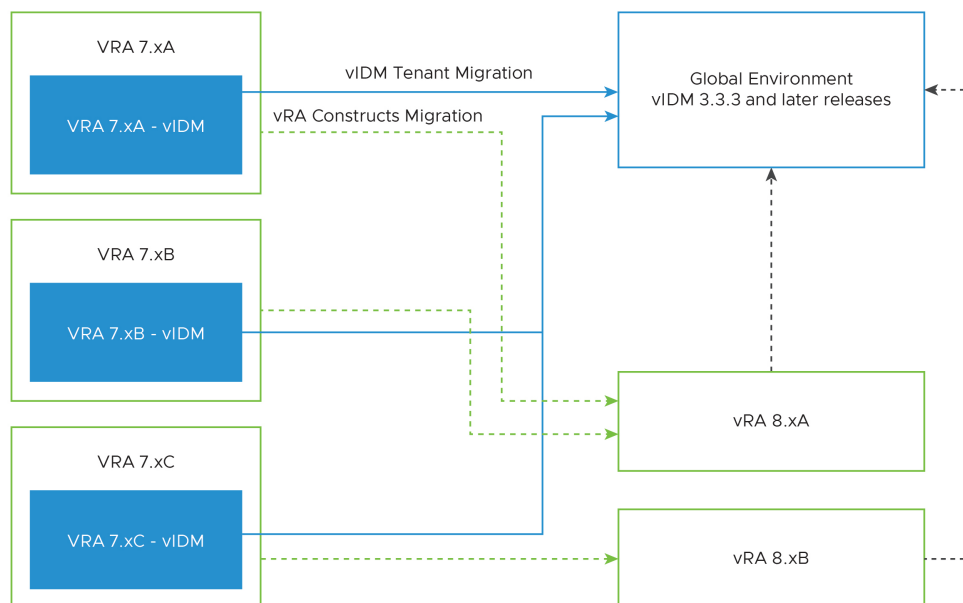 VRA 7.xA
VRA 7.xA - vIDM
vIDM Tenant Migration
vRA Constructs Migration
Global Environment
vIDM 3.3.3 and later releases
VRA 7.xB
VRA 7.xB - vIDM
vRA 8.xA
VRA 7.xC
VRA 7.xC - vIDM
vRA 8.xB